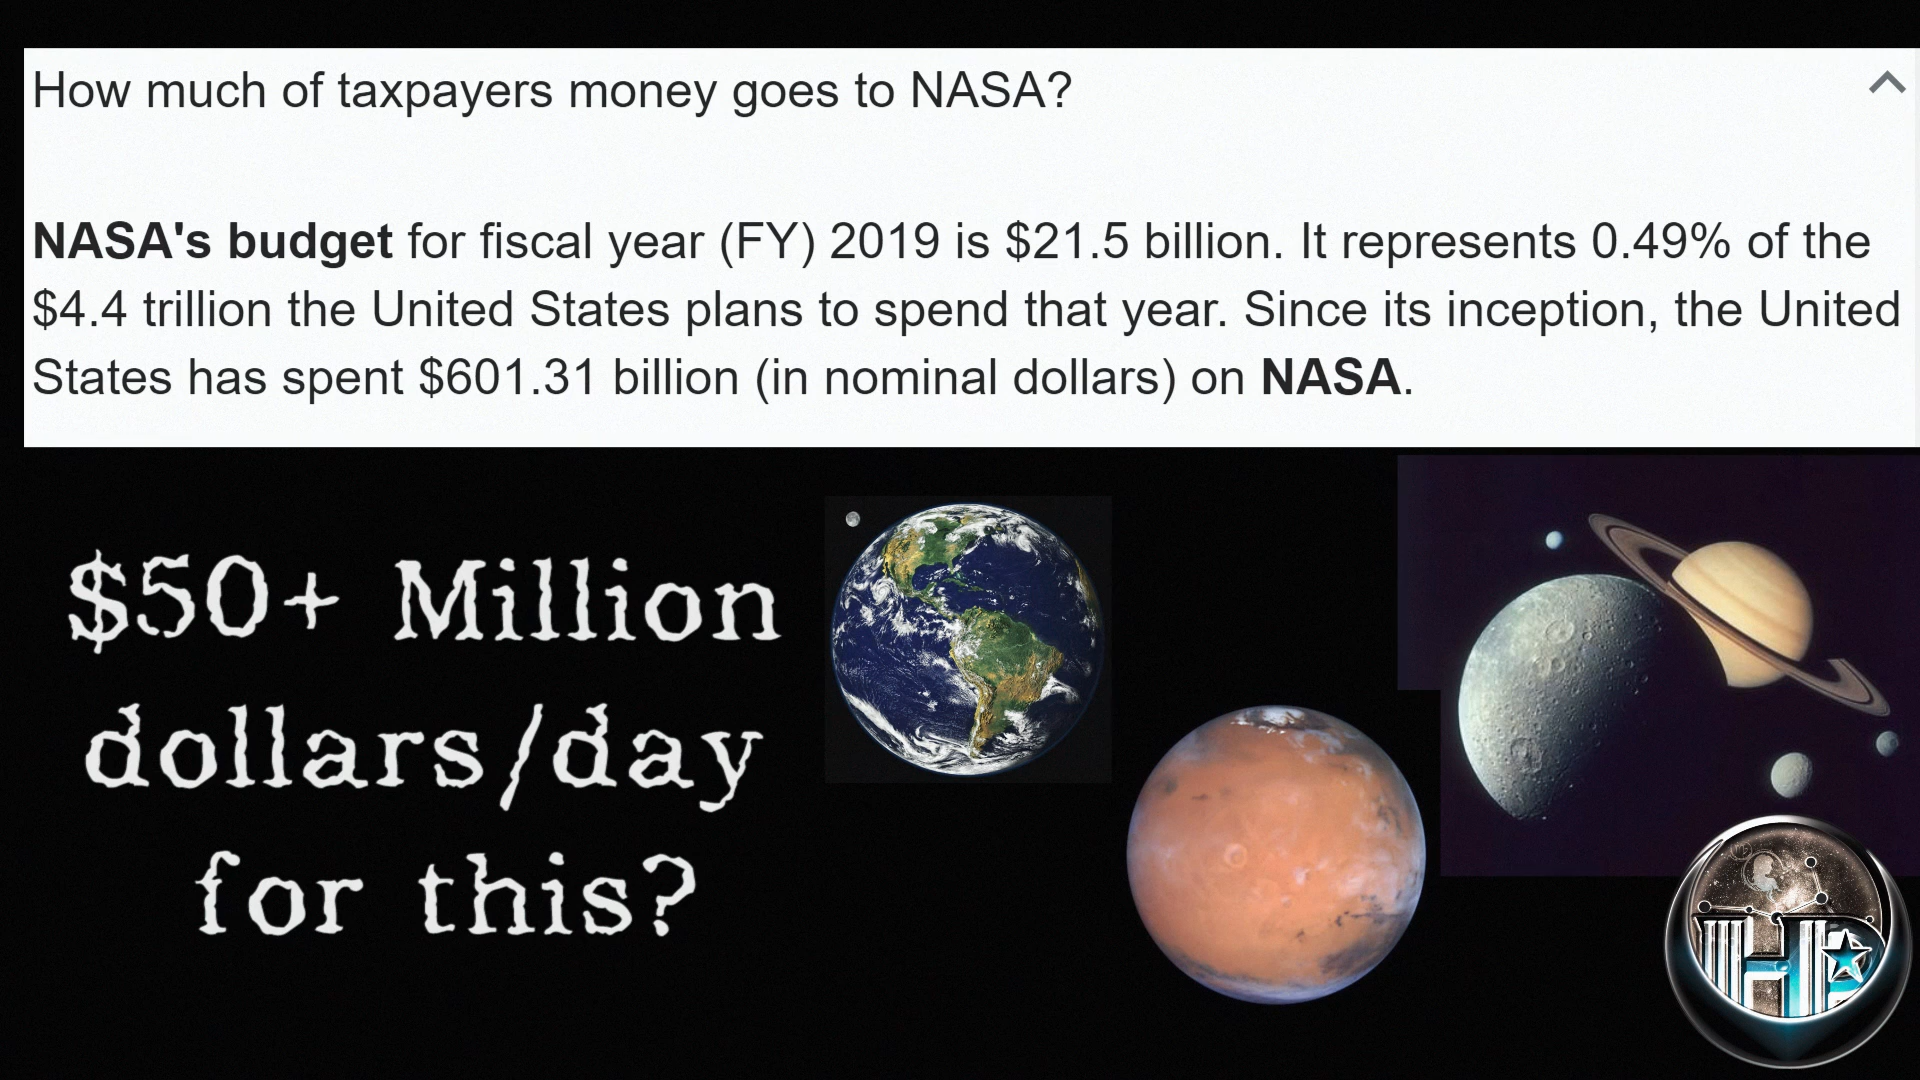 How much of taxpayers money goes to NASA?
NASA's budget for fiscal year (FY) 2019 is $21.5 billion. It represents 0.49% of the
$4.4 trillion the United States plans to spend that year. Since its inception, the United
States has spent $601.31 billion (in nominal dollars) on NASA.
$50+ Million
dollars/day
for this?
HP